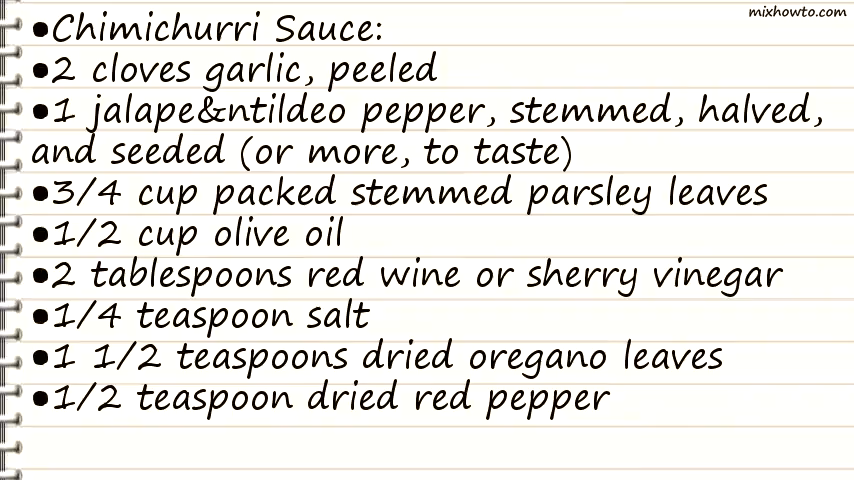 mixhowto.com
•Chimichurri Sauce:
•2 cloves garlic, peeled
•1 jalape&ntildeo pepper, stemmed, halved,
and seeded (or more, to taste)
•3/4 cup packed stemmed parsley leaves
•1/2 cup olive oil
•2 tablespoons red wine or sherry vinegar
•1/4 teaspoon salt
•1 1/2 teaspoons dried oregano leaves
•1/2 teaspoon dried red pepper